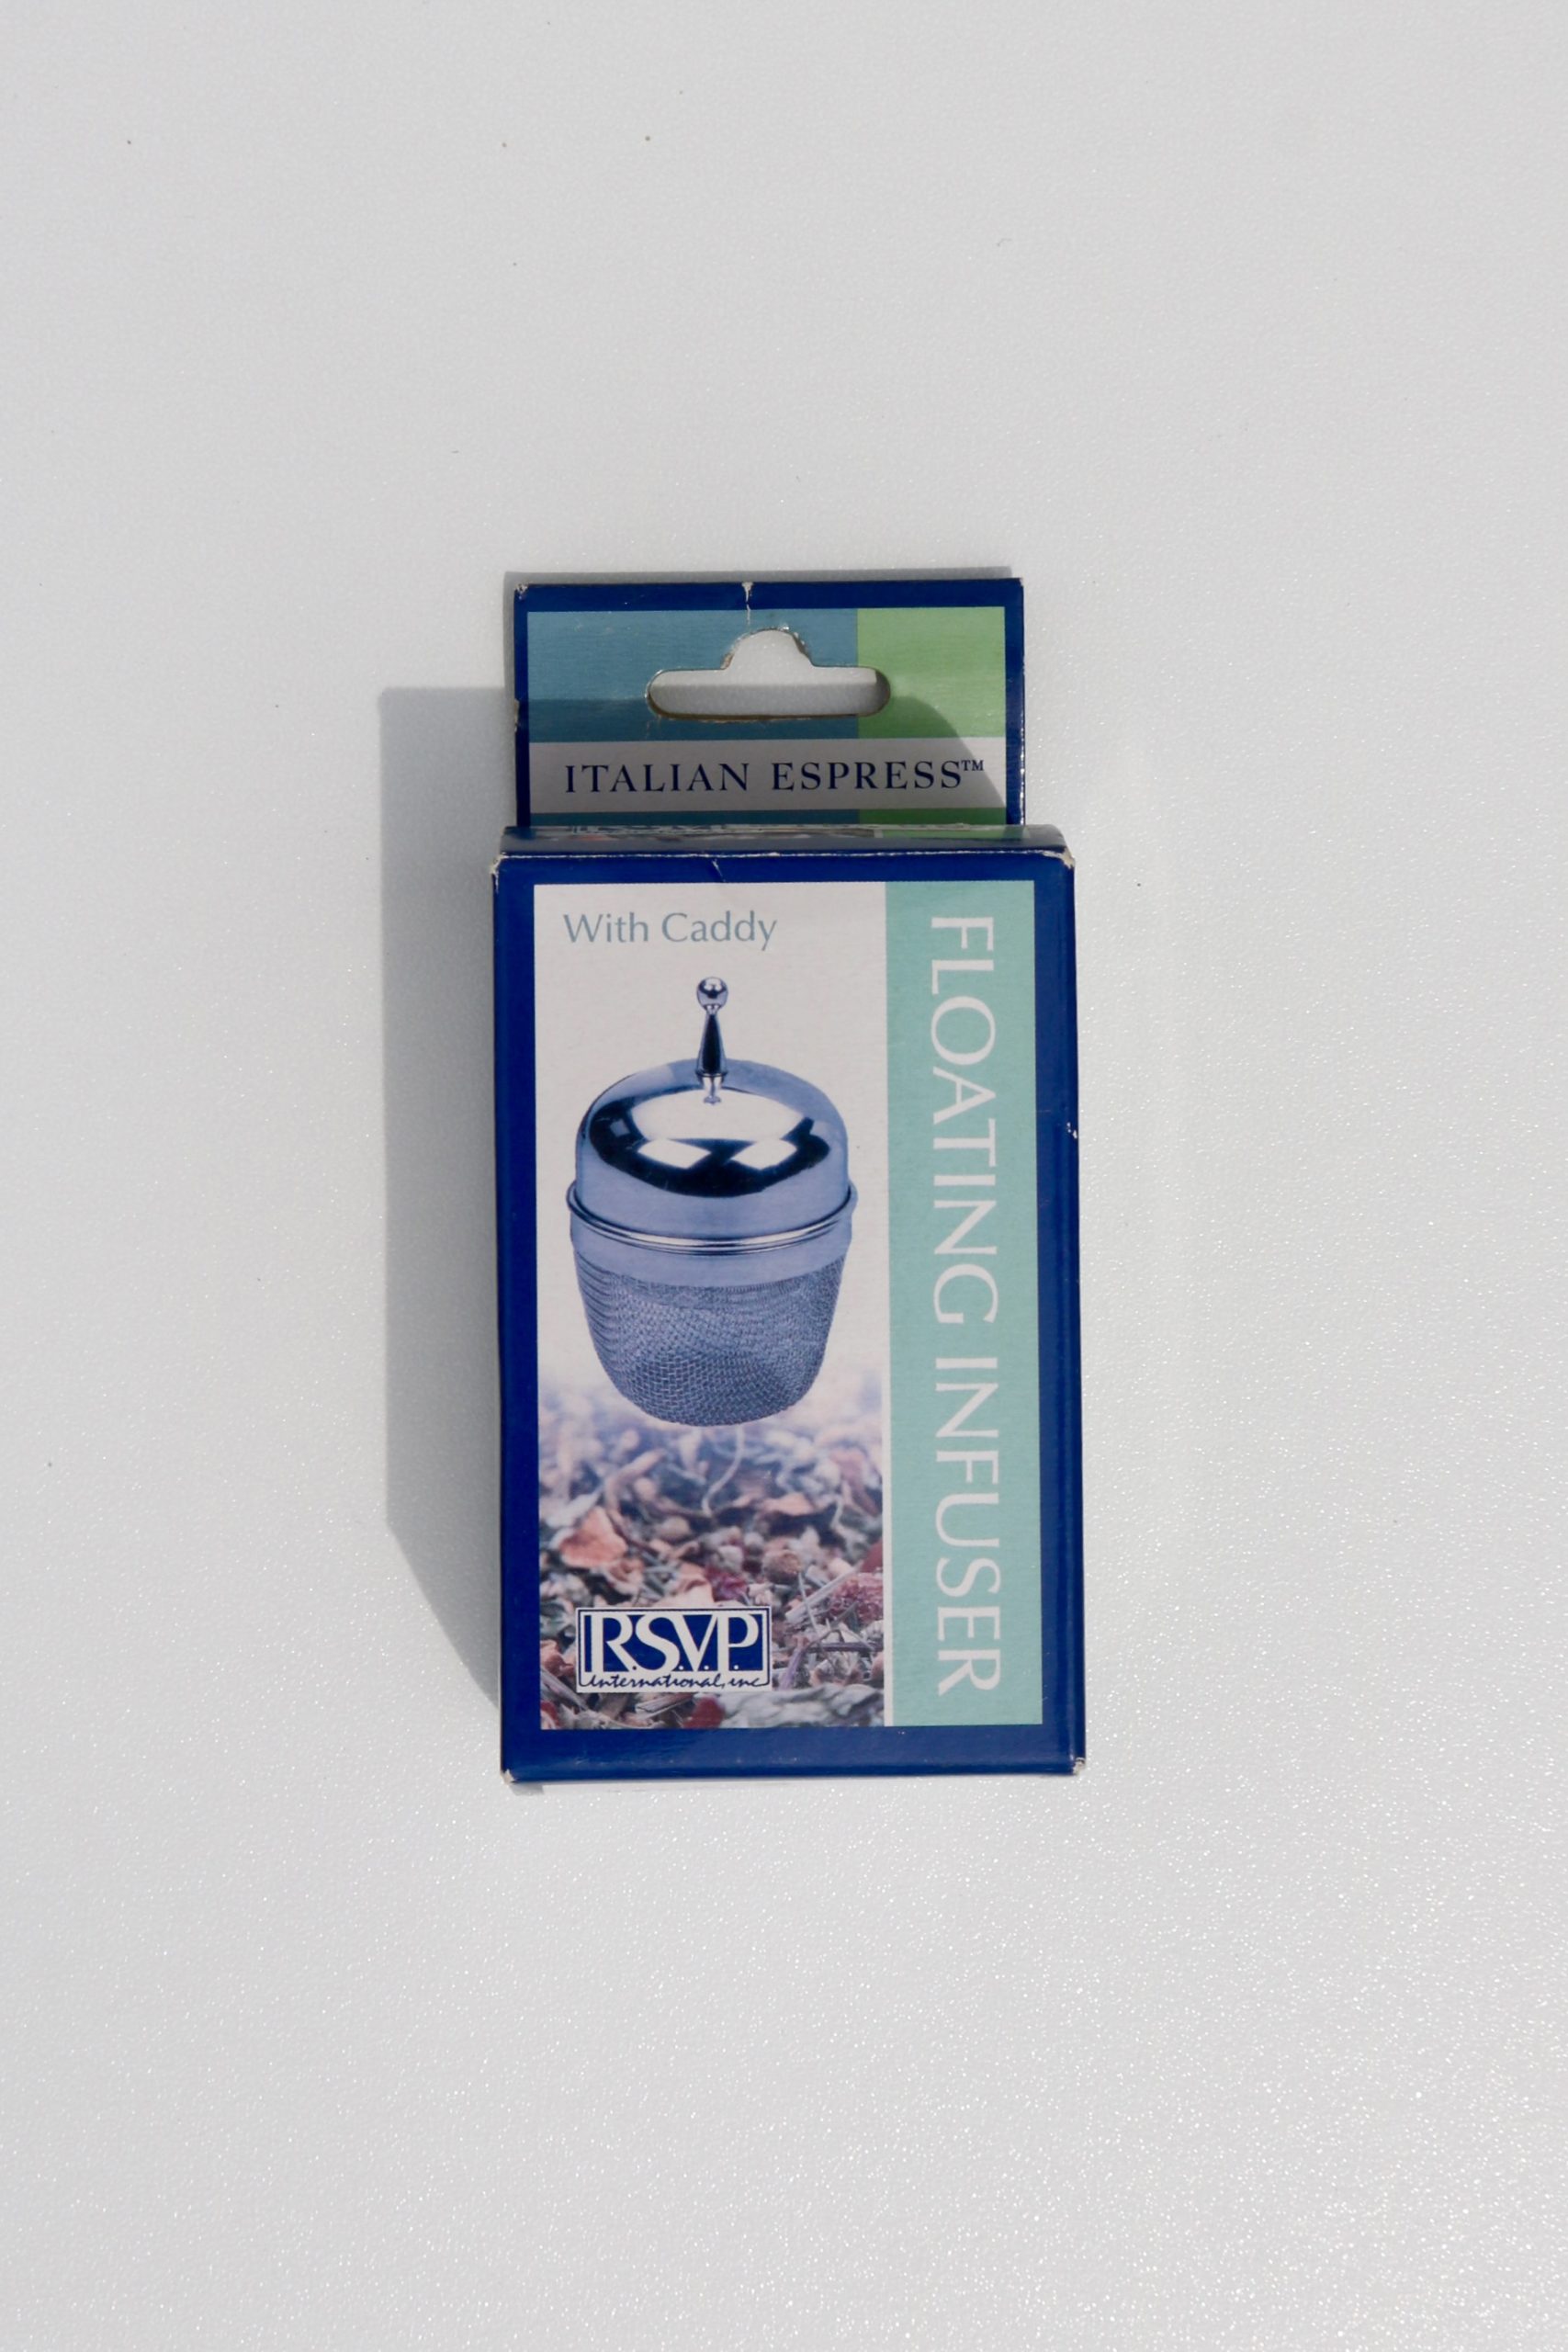 ITALIAN ESPRESS™
With Caddy
FLOATING INFUSER
R.S.V.P.
International, inc